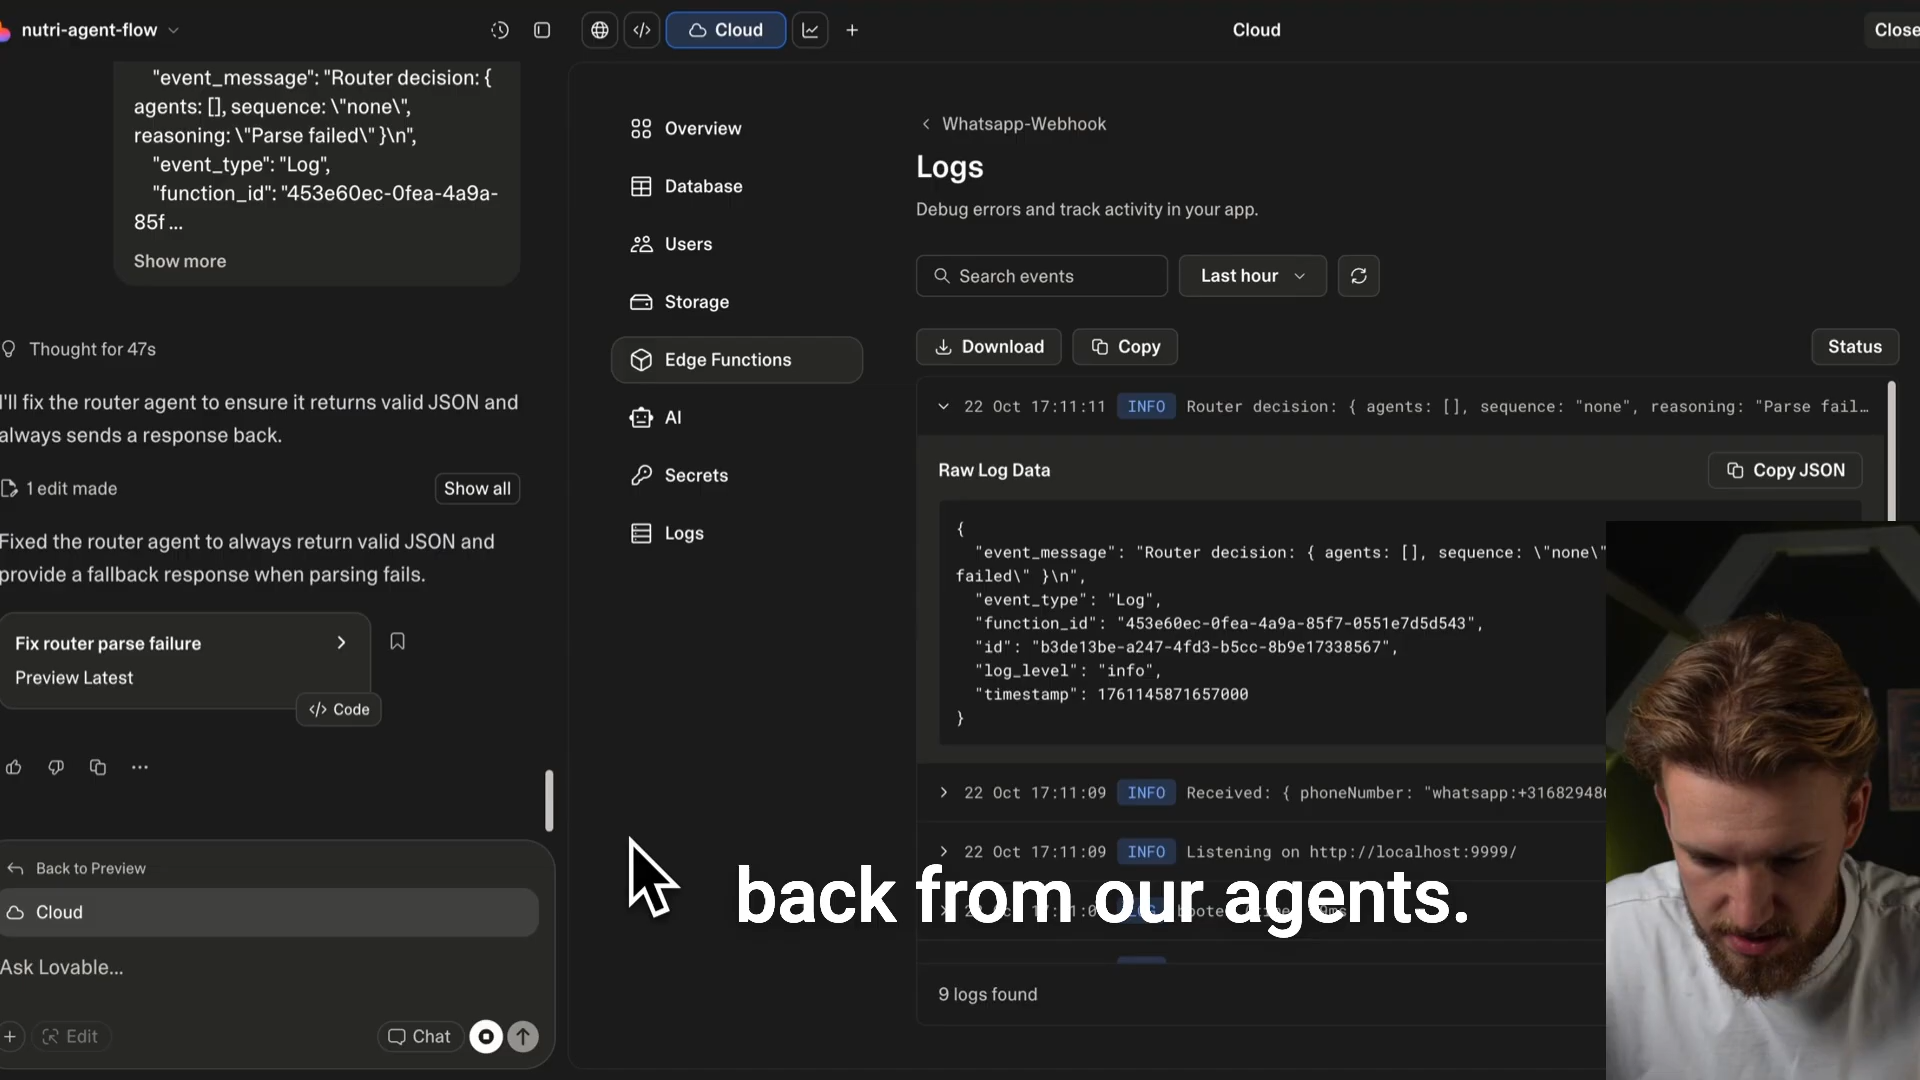 nutri-agent-flow
Cloud
Cloud
Close
"event_message": "Router decision: {
agents: [], sequence: \"none\",
reasoning: \"Parse failed\" }\n",
"event_type": "Log",
"function_id": "453e60ec-0fea-4a9a-
85f ...
Show more
Thought for 47s
I'll fix the router agent to ensure it returns valid JSON and
always sends a response back.
1 edit made
Show all
Fixed the router agent to always return valid JSON and
provide a fallback response when parsing fails.
Fix router parse failure
Preview Latest
Code
Back to Preview
Cloud
Ask Lovable...
Edit
Chat
Overview
Database
Users
Storage
Edge Functions
AI
Secrets
Logs
Whatsapp-Webhook
Logs
Debug errors and track activity in your app.
Search events
Last hour
Download
Copy
Status
22 Oct 17:11:11 INFO Router decision: { agents: [], sequence: "none", reasoning: "Parse fail…
Raw Log Data
Copy JSON
{
"event_message": "Router decision: { agents: [], sequence: \"none\"
failed\" }\n",
"event_type": "Log",
"function_id": "453e60ec-0fea-4a9a-85f7-0551e7d5d543",
"id": "b3de13be-a247-4fd3-b5cc-8b9e17338567",
"log_level": "info",
"timestamp": 1761145871657000
}
22 Oct 17:11:09 INFO Received: { phoneNumber: "whatsapp:+31682948
22 Oct 17:11:09 INFO Listening on http://localhost:9999/
back from our agents.
9 logs found